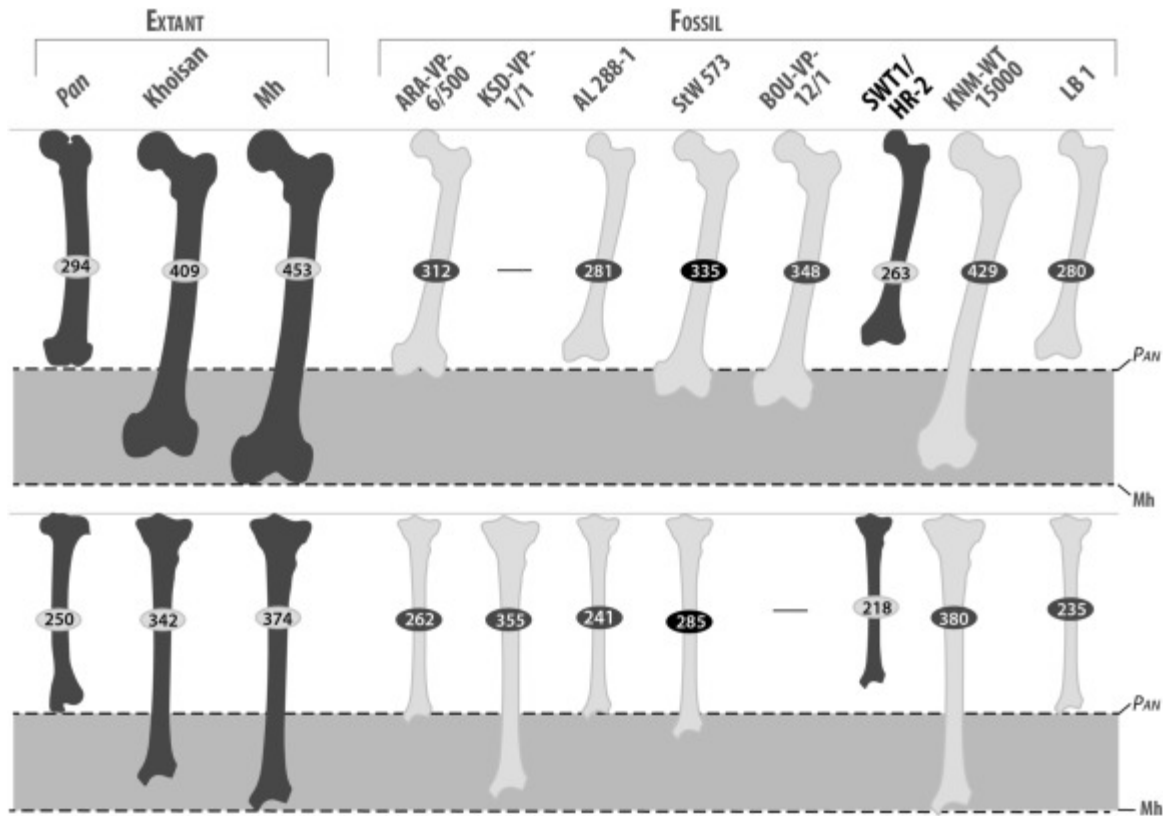 EXTANT FOSSIL
Pan Khoisan Mh ARA-VP-6/500 KSD-VP-1/1 AL 288-1 StW 573 BOU-VP-12/1 SWT1/HR-2 KNM-WT 15000 LB 1
294 409 453 312 — 281 335 348 263 429 280
PAN
Mh
250 342 374 262 355 241 285 — 218 380 235
PAN
Mh